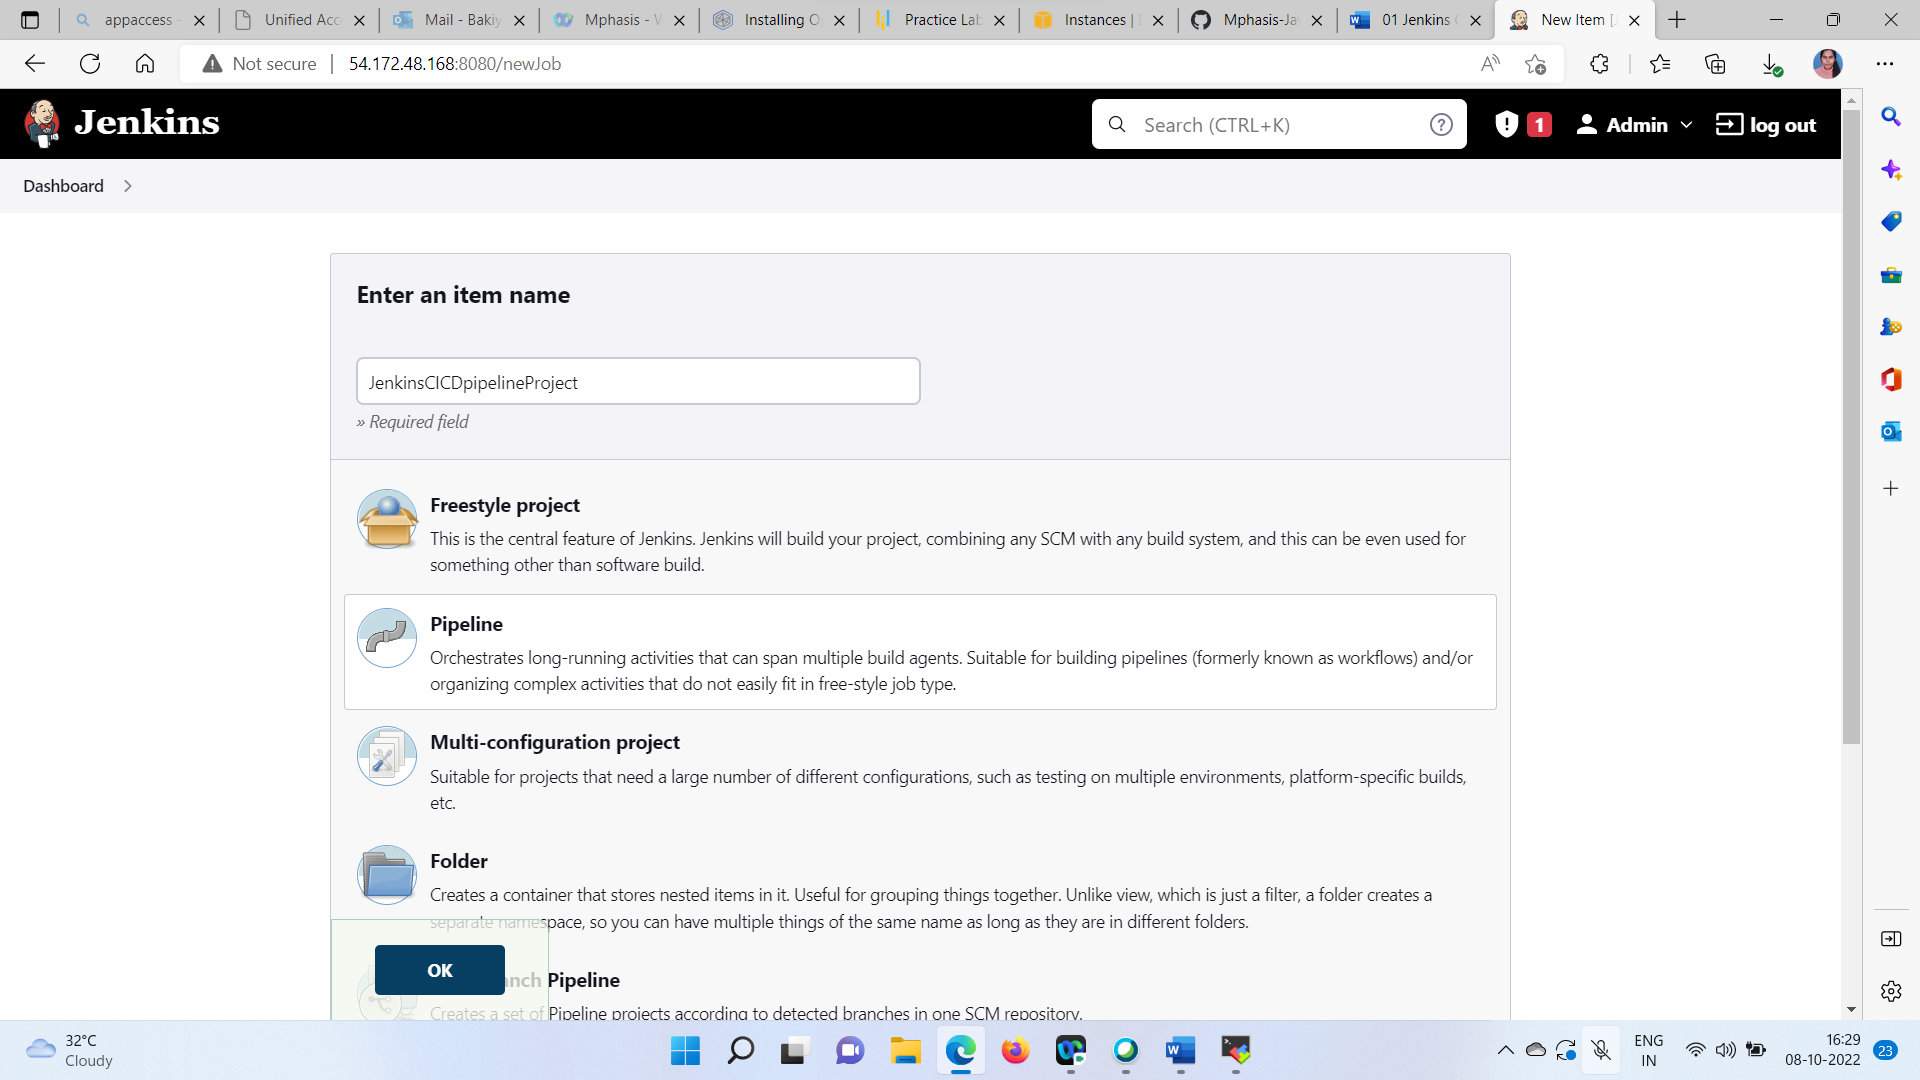 appaccess -
Unified Acc
Mail - Bakiy
Mphasis - W
Installing O
Practice Lab
Instances |
Mphasis-Ja
01 Jenkins
New Item [
Not secure
54.172.48.168:8080/newJob
Jenkins
Search (CTRL+K)
1
Admin
log out
Dashboard
Enter an item name
JenkinsCICDpipelineProject
» Required field
Freestyle project
This is the central feature of Jenkins. Jenkins will build your project, combining any SCM with any build system, and this can be even used for
something other than software build.
Pipeline
Orchestrates long-running activities that can span multiple build agents. Suitable for building pipelines (formerly known as workflows) and/or
organizing complex activities that do not easily fit in free-style job type.
Multi-configuration project
Suitable for projects that need a large number of different configurations, such as testing on multiple environments, platform-specific builds,
etc.
Folder
Creates a container that stores nested items in it. Useful for grouping things together. Unlike view, which is just a filter, a folder creates a
separate namespace, so you can have multiple things of the same name as long as they are in different folders.
OK
nch Pipeline
Creates a set of Pipeline projects according to detected branches in one SCM repository.
32°C
Cloudy
ENG
IN
16:29
08-10-2022
23